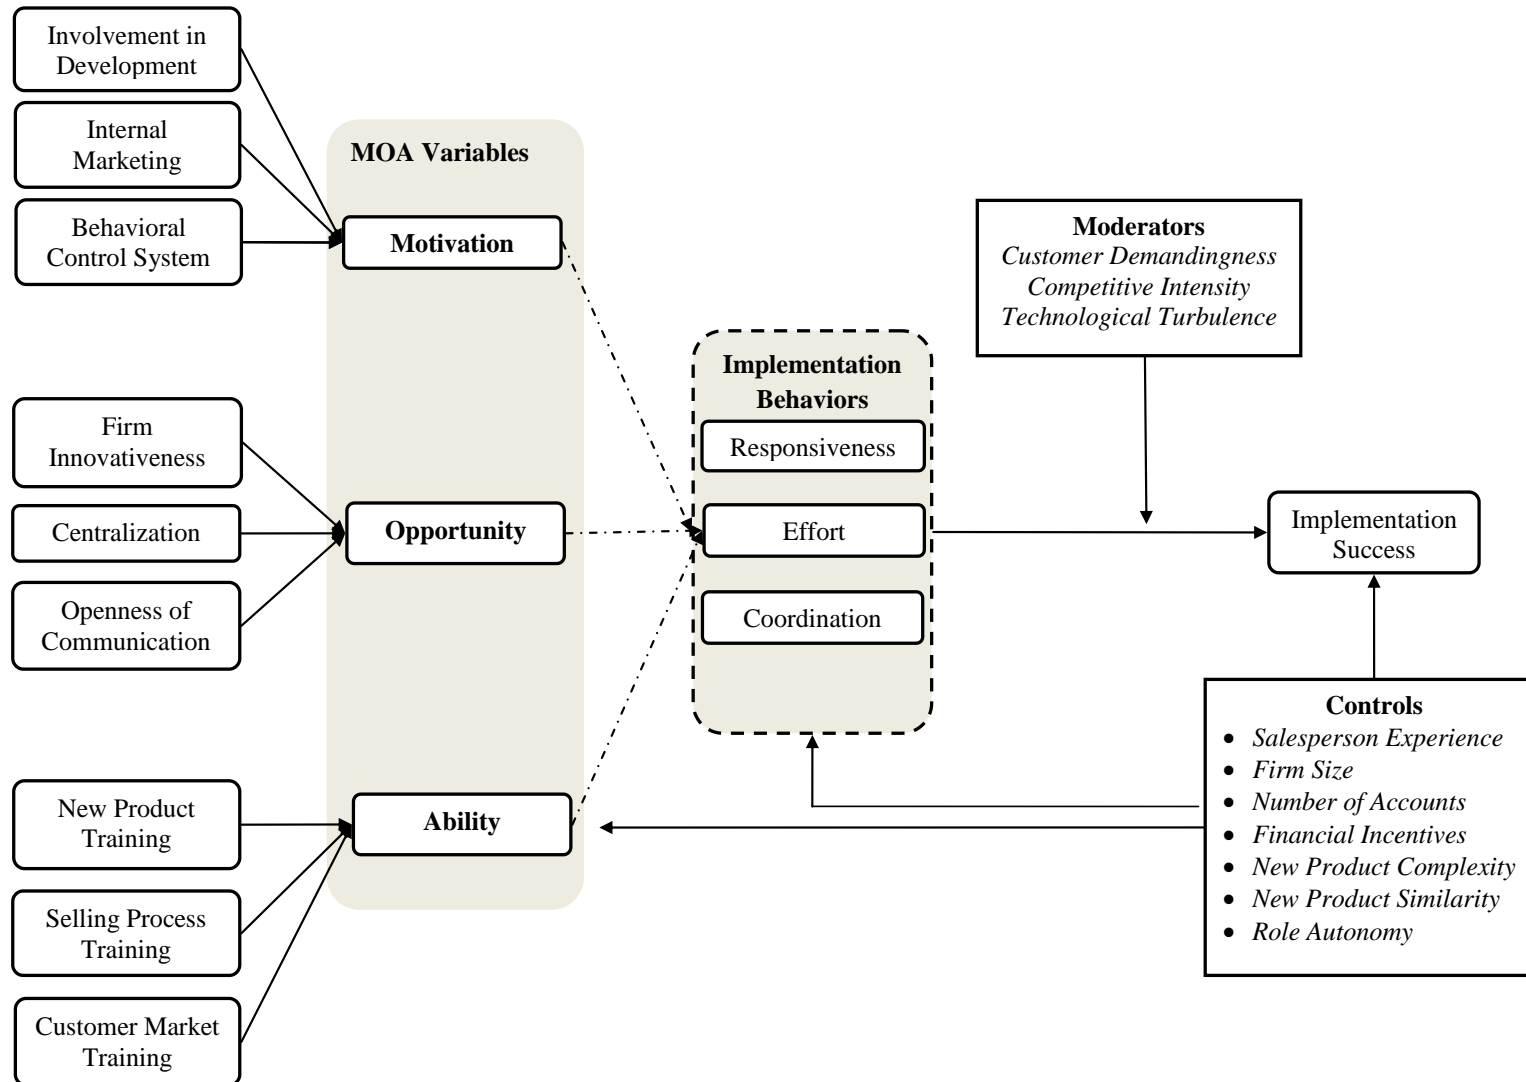 Involvement in
Development
Internal
Marketing
Behavioral
Control System
Firm
Innovativeness
Centralization
Openness of
Communication
New Product
Training
Selling Process
Training
Customer Market
Training
MOA Variables
Motivation
Opportunity
Ability
Implementation
Behaviors
Responsiveness
Effort
Coordination
Moderators
Customer Demandingness
Competitive Intensity
Technological Turbulence
Implementation
Success
Controls
• Salesperson Experience
• Firm Size
• Number of Accounts
• Financial Incentives
• New Product Complexity
• New Product Similarity
• Role Autonomy